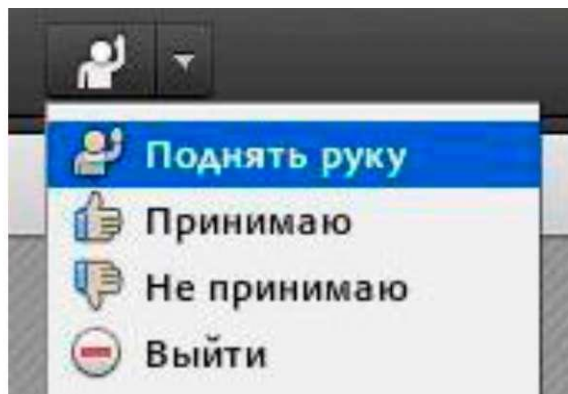 Поднять руку
Принимаю
Не принимаю
Выйти